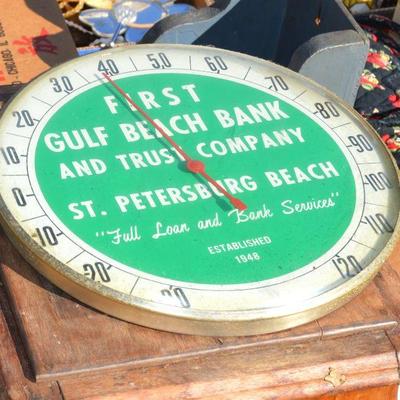 FIRST
GULF BEACH BANK
AND TRUST COMPANY
ST. PETERSBURG BEACH
"Full Loan and Bank Services"
ESTABLISHED
1948
20
10
0
10
20
30
40
50
60
70
80
90
100
110
120